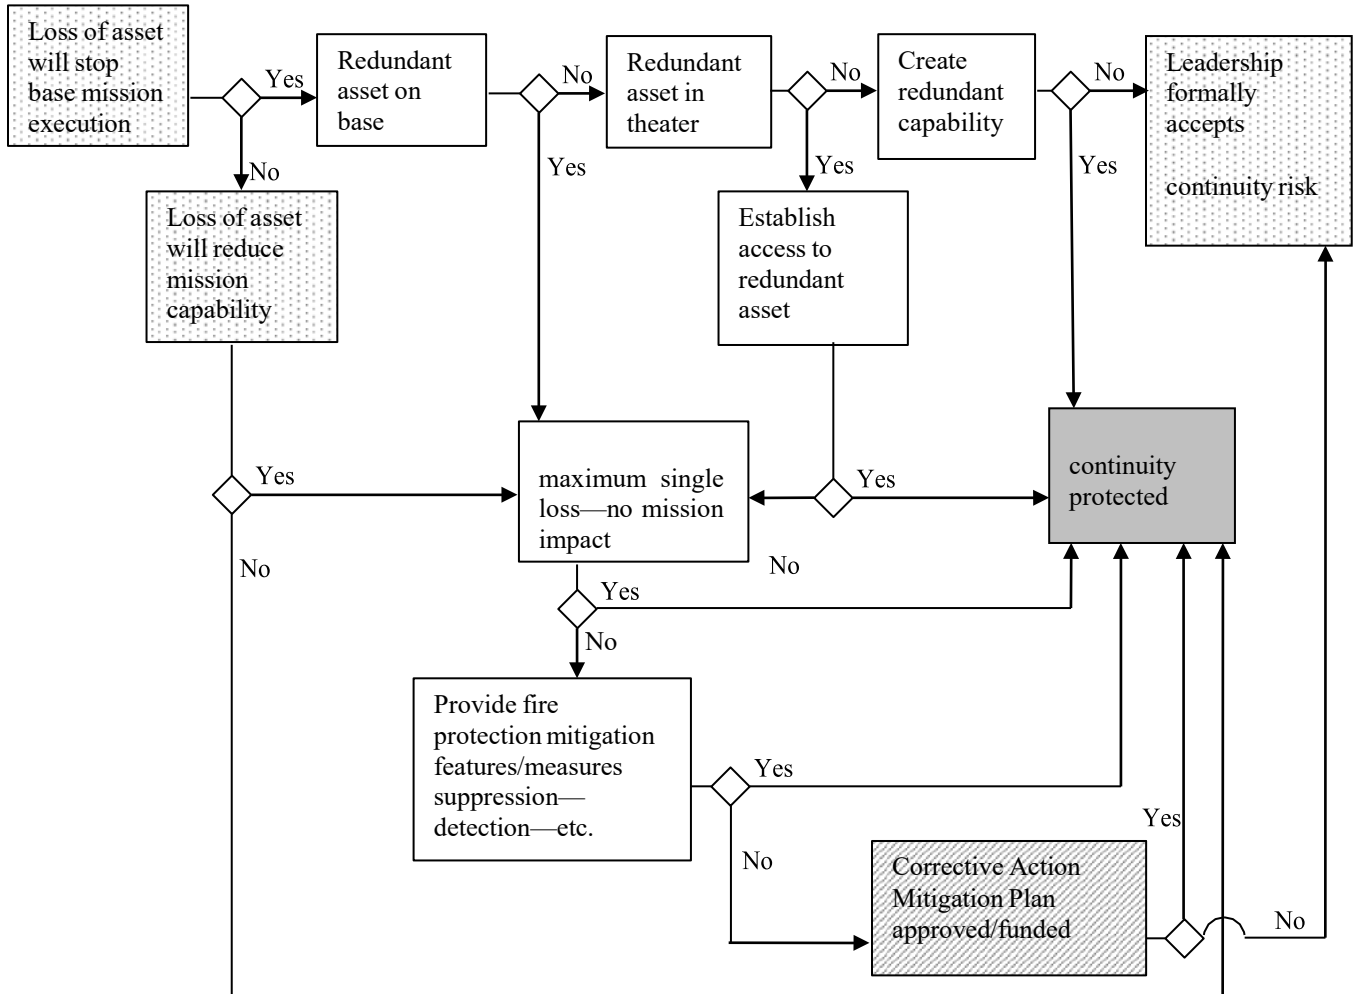 Loss of asset
will stop
base mission
execution
Yes
Redundant
asset on
base
No
Redundant
asset in
theater
No
Create
redundant
capability
No
Leadership
formally
accepts
continuity risk
No
Yes
Yes
Yes
Loss of asset
will reduce
mission
capability
Establish
access to
redundant
asset
Yes
maximum single
loss—no mission
impact
Yes
continuity
protected
No
No
Yes
No
Provide fire
protection mitigation
features/measures
suppression—
detection—etc.
Yes
No
Yes
Corrective Action
Mitigation Plan
approved/funded
No